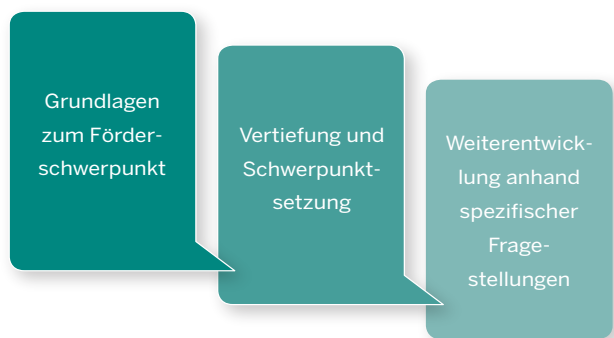 Grundlagen
zum Förder-
schwerpunkt
Vertiefung und
Schwerpunkt-
setzung
Weiterentwick-
lung anhand
spezifischer
Frage-
stellungen